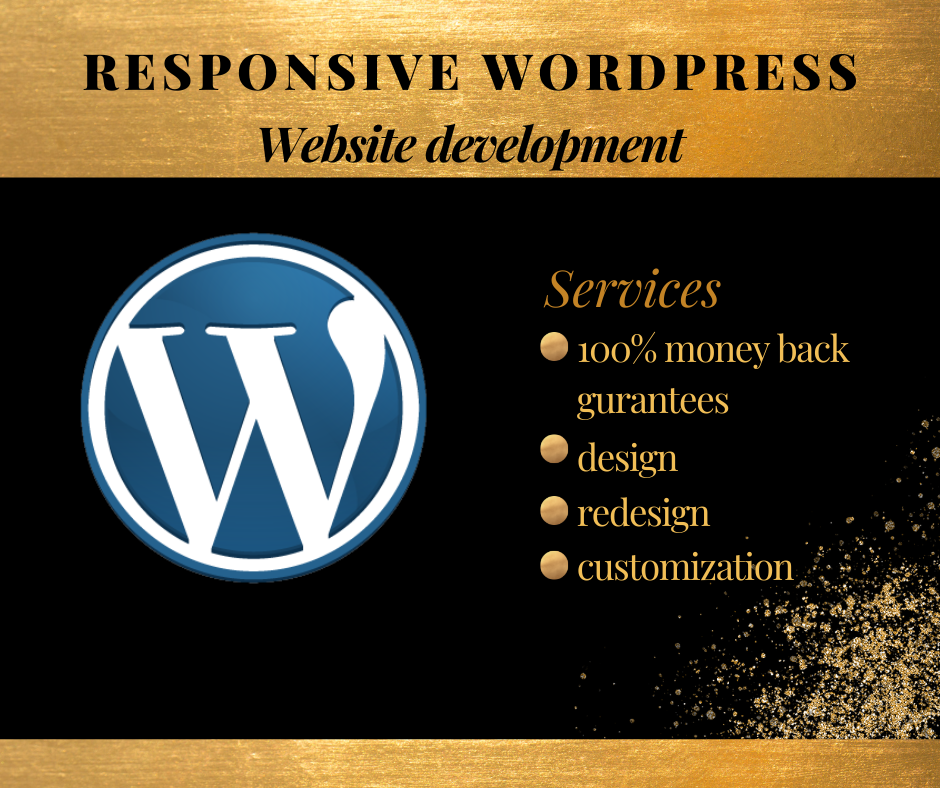 RESPONSIVE WORDPRESS
Website development
Services
100% money back
gurantees
design
redesign
customization